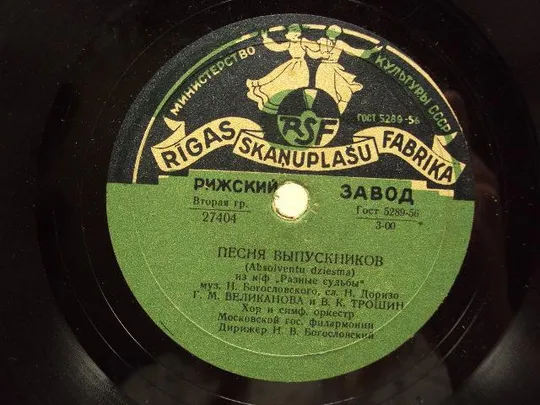 МИНИСТЕРСТВО КУЛЬТУРЫ СССР
RSF
ГОСТ 5289-56
RĪGAS SKAŅUPLAŠU FABRIKA
РИЖСКИЙ ЗАВОД
Вторая гр. Гост 5289-56
27404 3-00
ПЕСНЯ ВЫПУСКНИКОВ
(Absolventu dziesma)
из к/ф „Разные судьбы"
муз. Н. Богословского, сл. Н. Доризо
Г. М. ВЕЛИКАНОВА и В. К. ТРОШИН
Хор и симф. оркестр
Московской гос. филармонии
Дирижер Н. В. Богословский